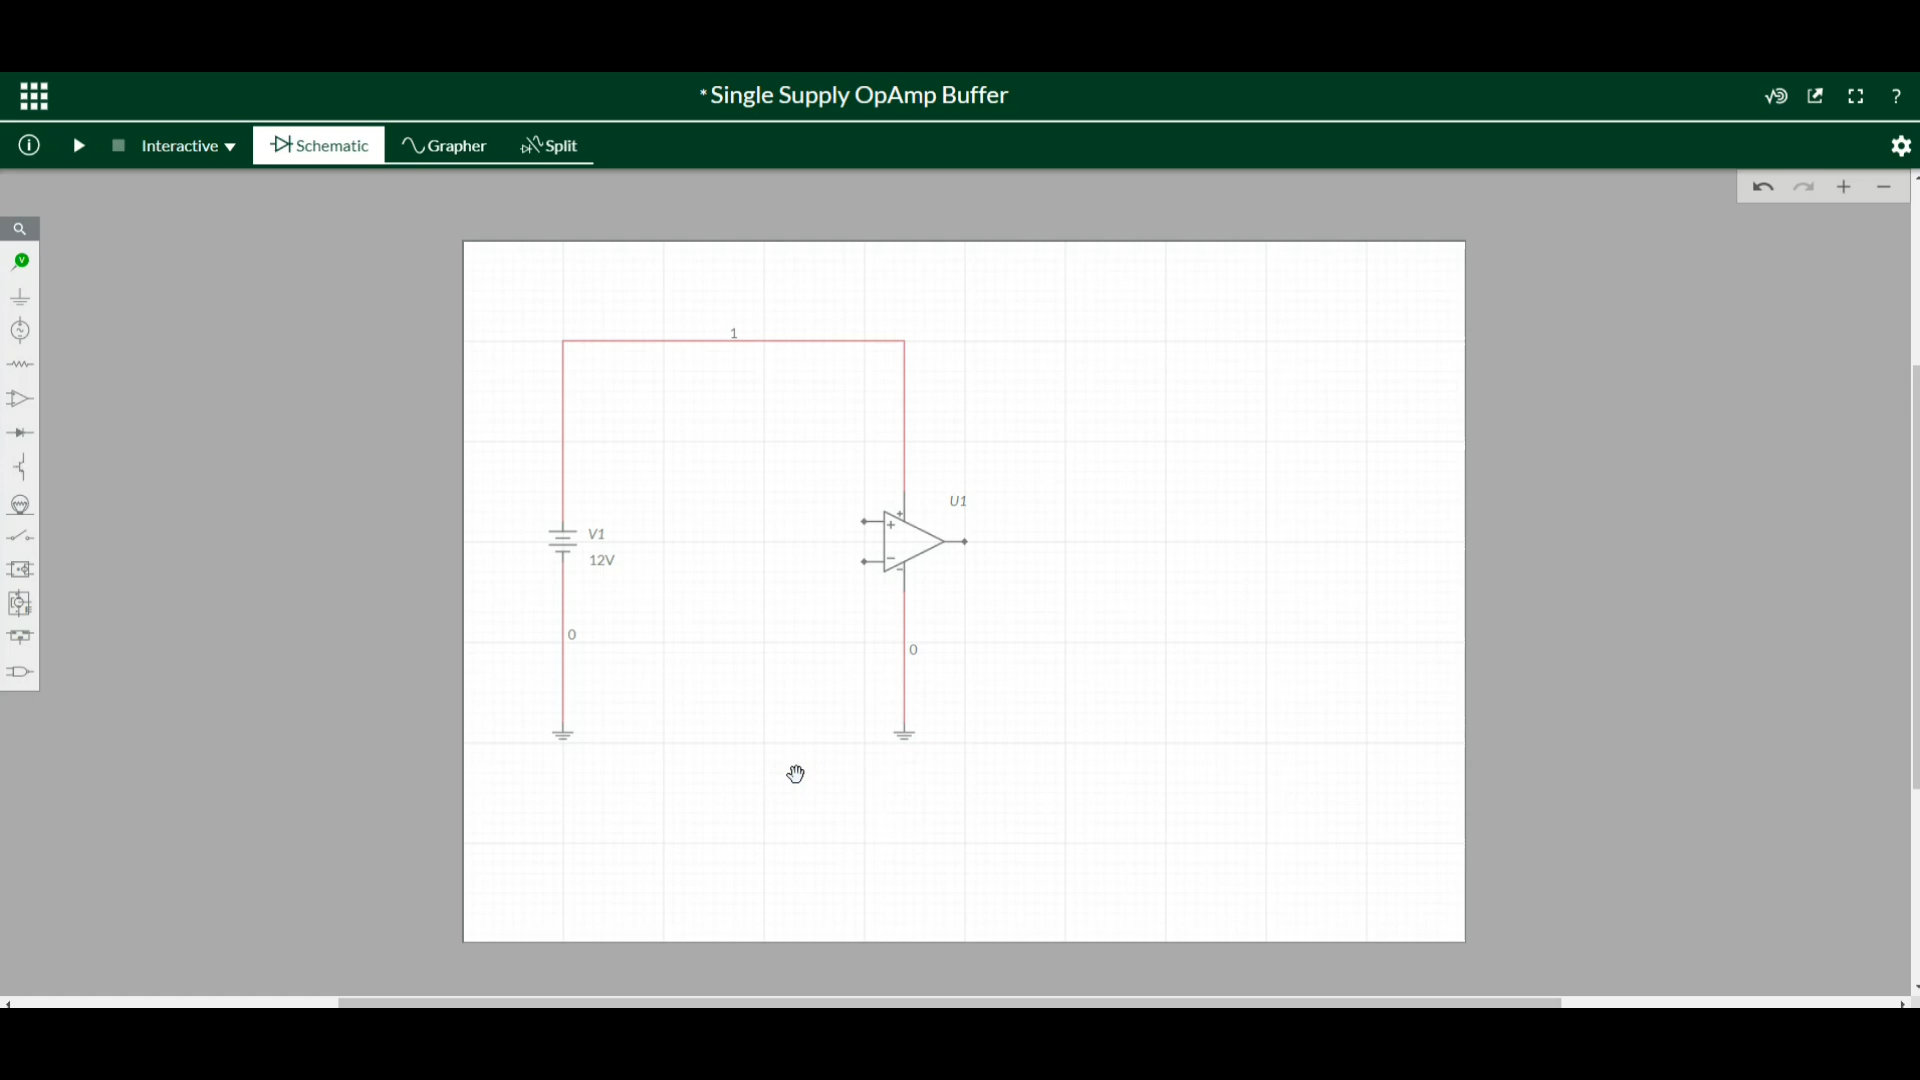 *Single Supply OpAmp Buffer
?
Interactive
Schematic
Grapher
Split
V
1
U1
V1
12V
0
0